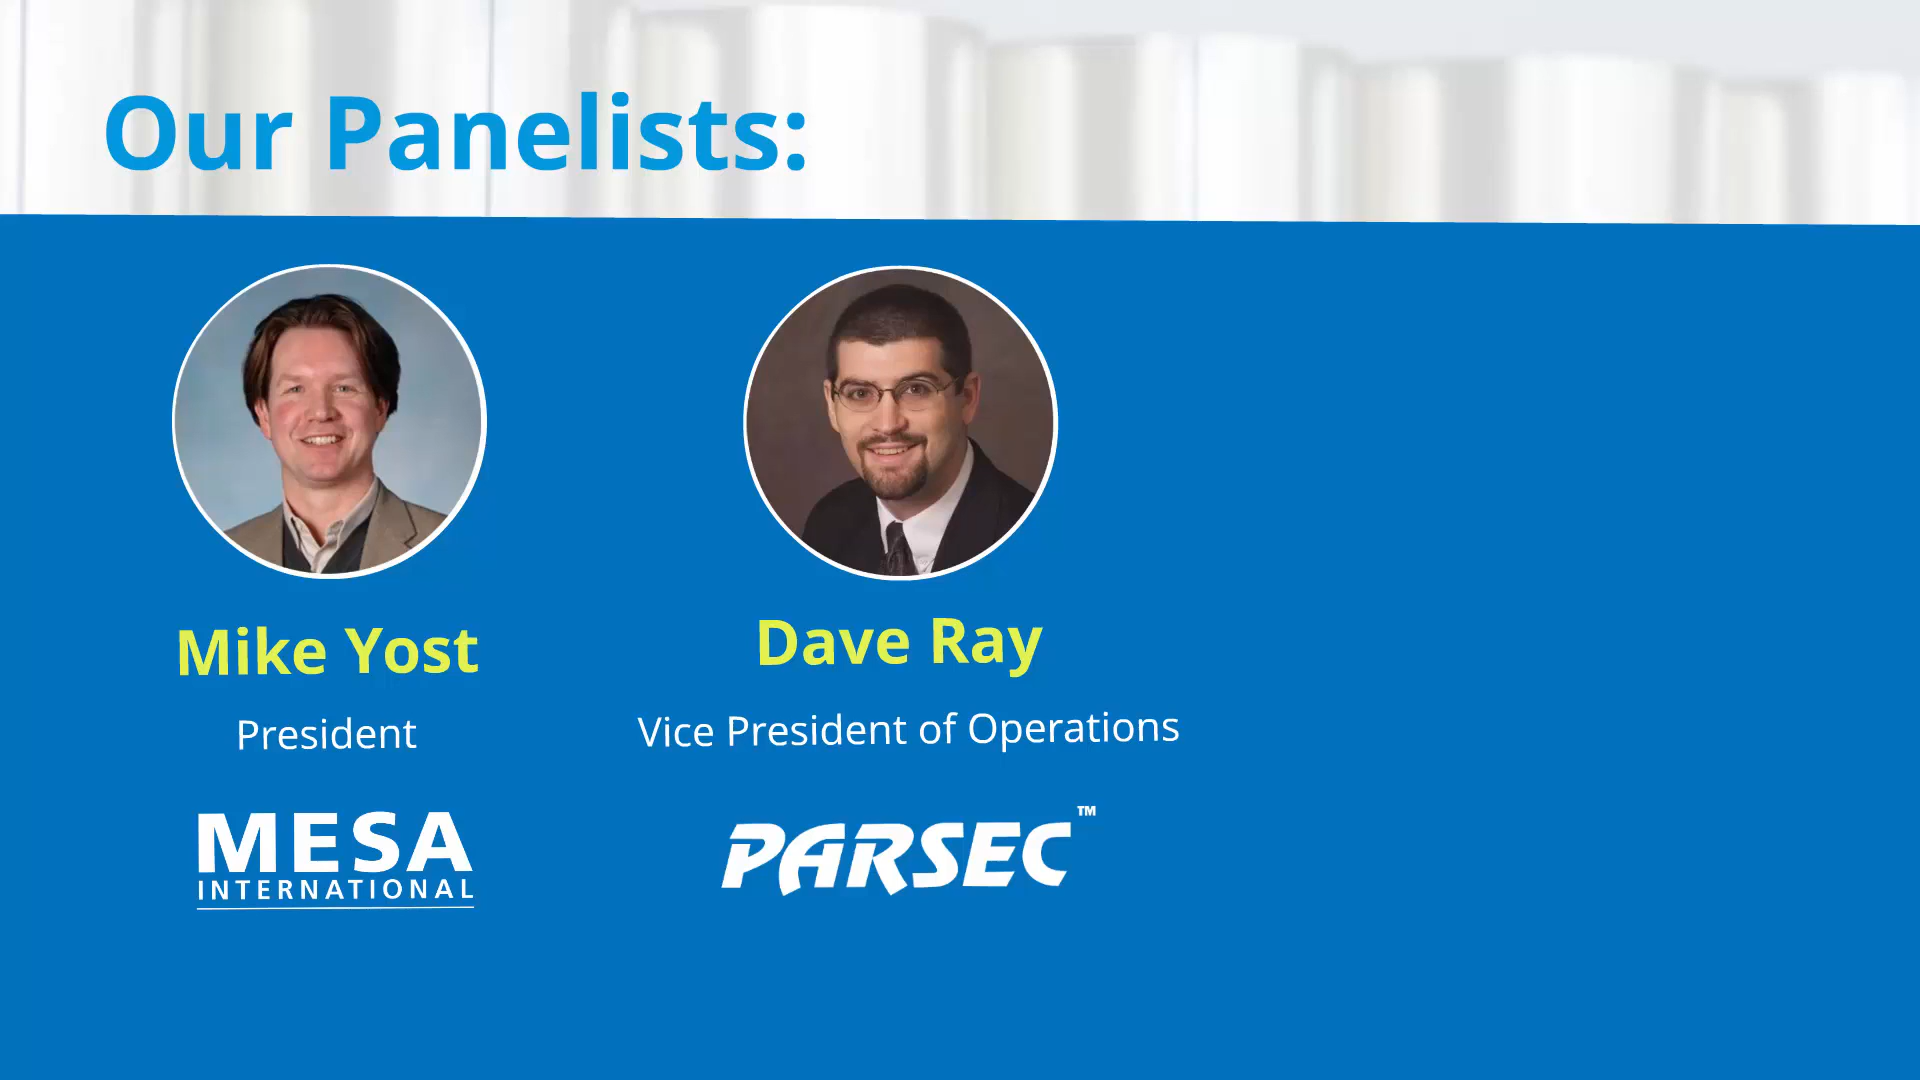 Our Panelists:
Mike Yost
President
MESA
INTERNATIONAL
Dave Ray
Vice President of Operations
PARSEC™